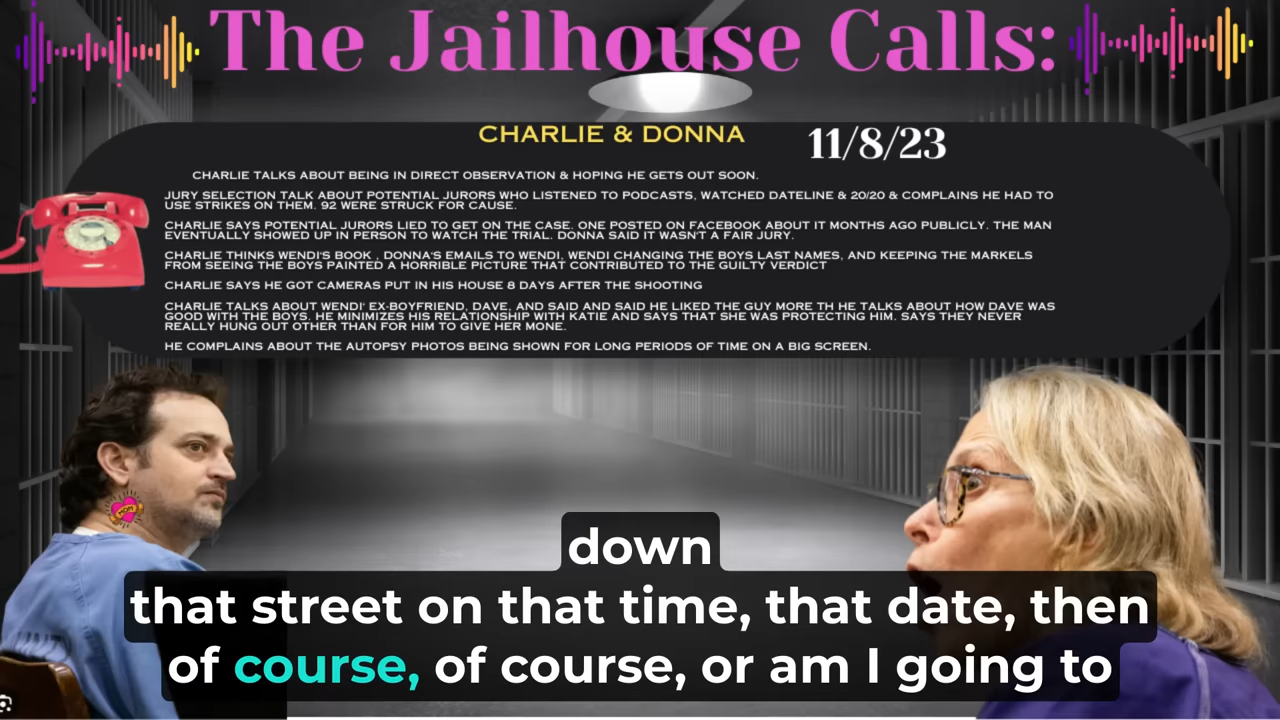 The Jailhouse Calls:
CHARLIE & DONNA
11/8/23
CHARLIE TALKS ABOUT BEING IN DIRECT OBSERVATION & HOPING HE GETS OUT SOON.
JURY SELECTION TALK ABOUT POTENTIAL JURORS WHO LISTENED TO PODCASTS, WATCHED DATELINE & 20/20 & COMPLAINS HE HAD TO
USE STRIKES ON THEM. 92 WERE STRUCK FOR CAUSE.
CHARLIE SAYS POTENTIAL JURORS LIED TO GET ON THE CASE. ONE POSTED ON FACEBOOK ABOUT IT MONTHS AGO PUBLICLY. THE MAN
EVENTUALLY SHOWED UP IN PERSON TO WATCH THE TRIAL. DONNA SAID IT WASN'T A FAIR JURY.
CHARLIE THINKS WENDI'S BOOK , DONNA'S EMAILS TO WENDI, WENDI CHANGING THE BOYS LAST NAMES, AND KEEPING THE MARKELS
FROM SEEING THE BOYS PAINTED A HORRIBLE PICTURE THAT CONTRIBUTED TO THE GUILTY VERDICT
CHARLIE SAYS HE GOT CAMERAS PUT IN HIS HOUSE 8 DAYS AFTER THE SHOOTING
CHARLIE TALKS ABOUT WENDI' EX-BOYFRIEND, DAVE, AND SAID AND SAID HE LIKED THE GUY MORE TH HE TALKS ABOUT HOW DAVE WAS
GOOD WITH THE BOYS. HE MINIMIZES HIS RELATIONSHIP WITH KATIE AND SAYS THAT SHE WAS PROTECTING HIM. SAYS THEY NEVER
REALLY HUNG OUT OTHER THAN FOR HIM TO GIVE HER MONE.
HE COMPLAINS ABOUT THE AUTOPSY PHOTOS BEING SHOWN FOR LONG PERIODS OF TIME ON A BIG SCREEN.
MOM
down
that street on that time, that date, then
of course, of course, or am I going to